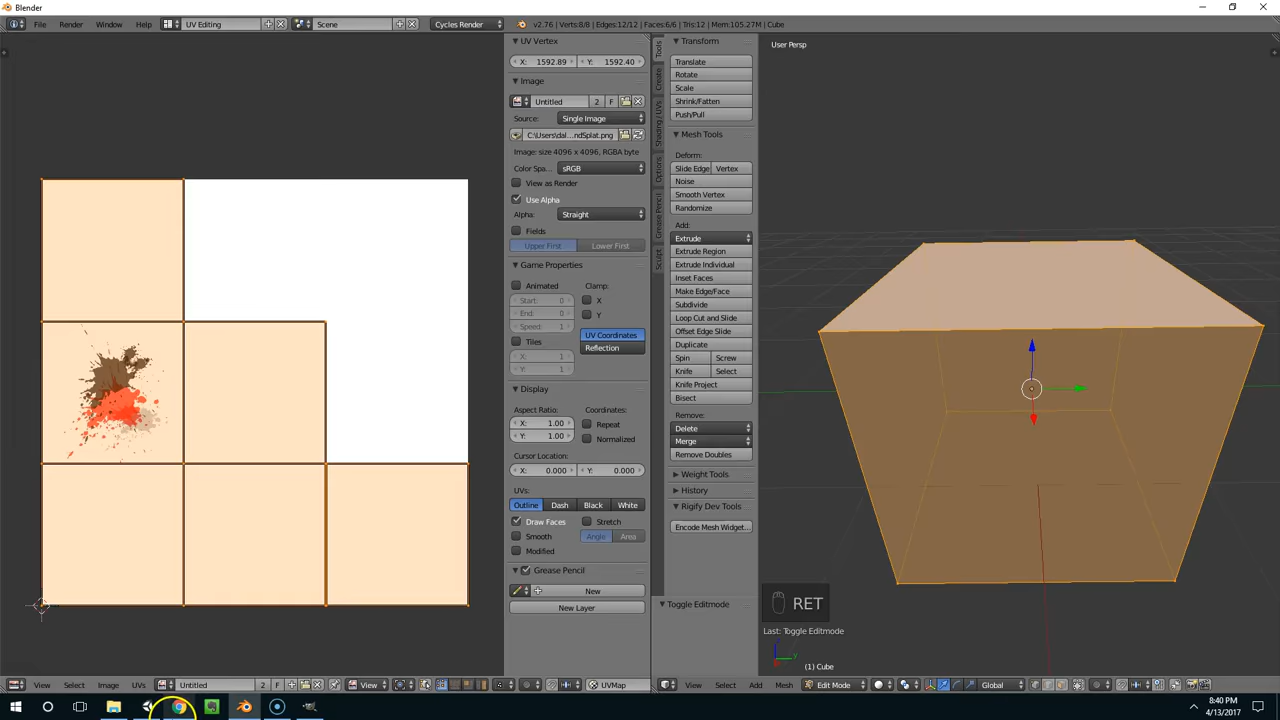 Blender
File Render Window Help UV Editing Scene Cycles Render v2.76 | Verts:8/8 | Edges:12/12 | Faces:6/6 | Tris:12 | Mem:105.27M | Cube
UV Vertex
X: 1592.89 Y: 1592.40
Image
Untitled 2 F
Source: Single Image
C:\Users\dal...ndSplat.png
Image: size 4096 x 4096, RGBA byte
Color Spa... sRGB
View as Render
Use Alpha
Alpha: Straight
Fields
Upper First Lower First
Game Properties
Animated Clamp:
Start: 0 X
End: 0 Y
Speed: 1 UV Coordinates
Tiles Reflection
X: 1
Y: 1
Display
Aspect Ratio: Coordinates:
X: 1.00 Repeat
Y: 1.00 Normalized
Cursor Location:
X: 0.000 Y: 0.000
UVs:
Outline Dash Black White
Draw Faces Stretch
Smooth Angle Area
Modified
Grease Pencil
New
New Layer
Tools
Create
Shading / UVs
Options
Grease Pencil
Sculpt
Transform
Translate
Rotate
Scale
Shrink/Fatten
Push/Pull
Mesh Tools
Deform:
Slide Edge Vertex
Noise
Smooth Vertex
Randomize
Add:
Extrude
Extrude Region
Extrude Individual
Inset Faces
Make Edge/Face
Subdivide
Loop Cut and Slide
Offset Edge Slide
Duplicate
Spin Screw
Knife Select
Knife Project
Bisect
Remove:
Delete
Merge
Remove Doubles
Weight Tools
History
Rigify Dev Tools
Encode Mesh Widget...
Toggle Editmode
User Persp
RET
Last: Toggle Editmode
z
y
(1) Cube
View Select Image UVs Untitled 2 F View UVMap
View Select Add Mesh Edit Mode Global
8:40 PM
4/13/2017